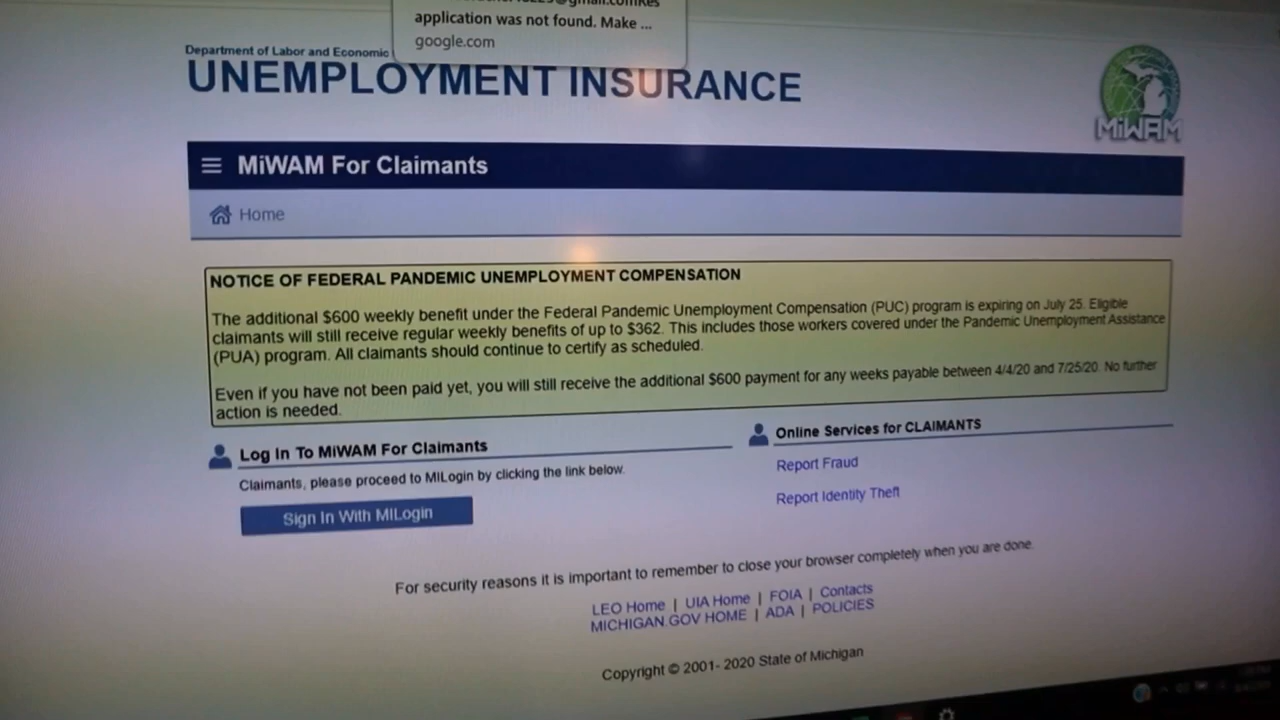 application was not found. Make ...
google.com
Department of Labor and Economic
UNEMPLOYMENT INSURANCE
MiWAM
MiWAM For Claimants
Home
NOTICE OF FEDERAL PANDEMIC UNEMPLOYMENT COMPENSATION
The additional $600 weekly benefit under the Federal Pandemic Unemployment Compensation (PUC) program is expiring on July 25. Eligible
claimants will still receive regular weekly benefits of up to $362. This includes those workers covered under the Pandemic Unemployment Assistance
(PUA) program. All claimants should continue to certify as scheduled.
Even if you have not been paid yet, you will still receive the additional $600 payment for any weeks payable between 4/4/20 and 7/25/20. No further
action is needed.
Log In To MiWAM For Claimants
Claimants, please proceed to MILogin by clicking the link below.
Sign In With MILogin
Online Services for CLAIMANTS
Report Fraud
Report Identity Theft
For security reasons it is important to remember to close your browser completely when you are done.
LEO Home | UIA Home | FOIA | Contacts
MICHIGAN.GOV HOME | ADA | POLICIES
Copyright © 2001- 2020 State of Michigan